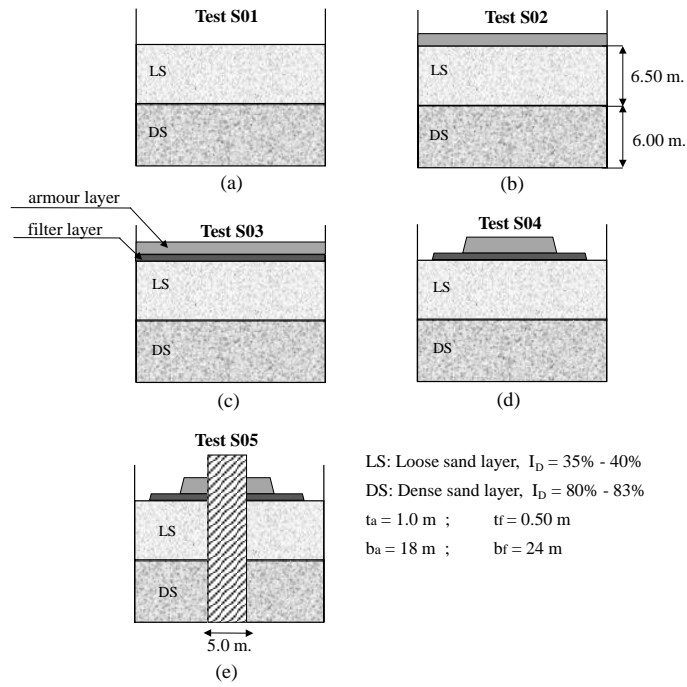 Test S01
Test S02
LS
DS
LS
DS
6.50 m.
6.00 m.
(a)
(b)
armour layer
filter layer
Test S03
Test S04
LS
DS
LS
DS
(c)
(d)
Test S05
LS
DS
5.0 m.
(e)
LS: Loose sand layer, I_D = 35% - 40%
DS: Dense sand layer, I_D = 80% - 83%
ta = 1.0 m ; tf = 0.50 m
ba = 18 m ; bf = 24 m